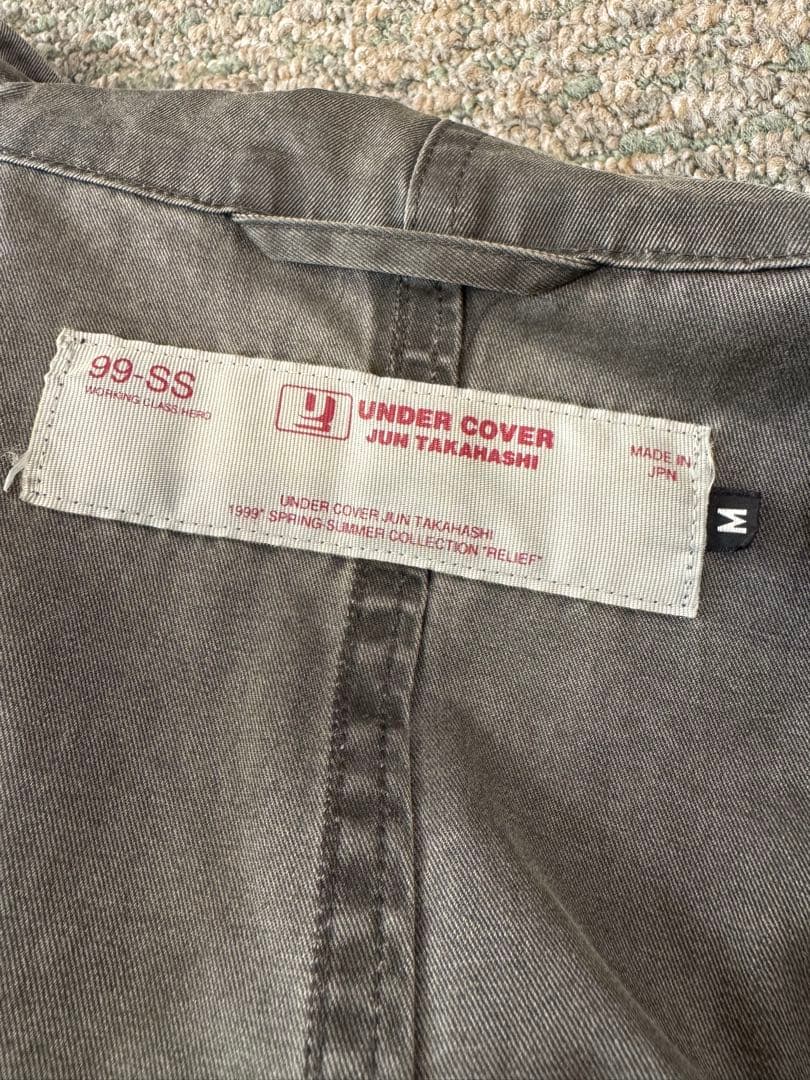 99-SS
WORKING CLASS HERO
UNDER COVER
JUN TAKAHASHI
MADE IN
JPN
UNDER COVER JUN TAKAHASHI
1999" SPRING-SUMMER COLLECTION "RELIEF"
M